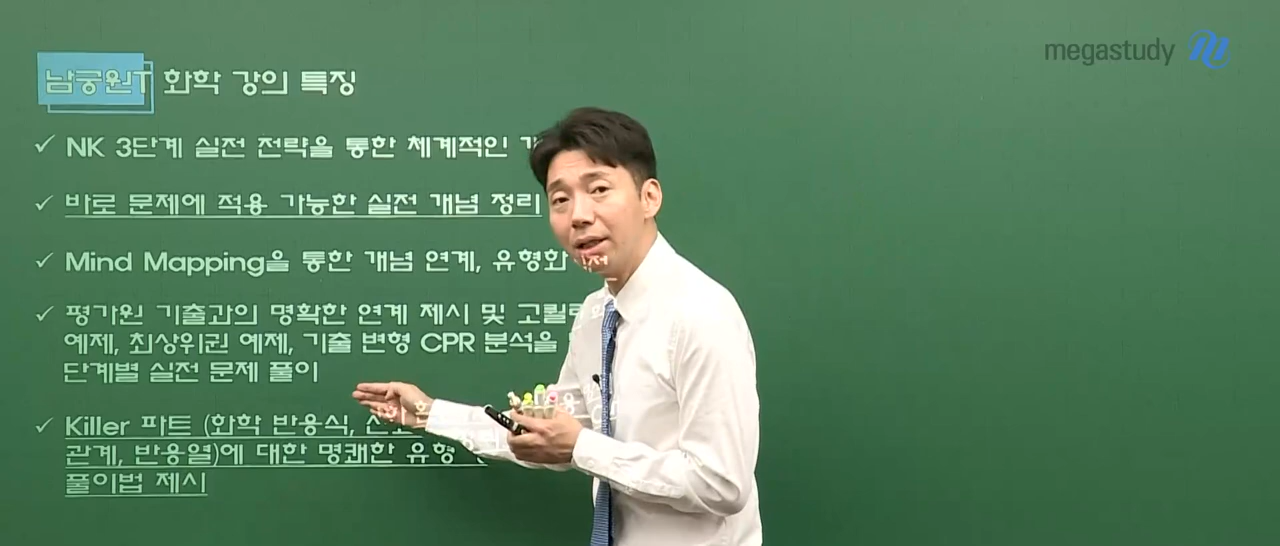 megastudy
남궁원T 화학 강의 특징
✓ NK 3단계 실전 전략을 통한 체계적인
✓ 바로 문제에 적용 가능한 실전 개념 정리
✓ Mind Mapping을 통한 개념 연계, 유형화
✓ 평가원 기출과의 명확한 연계 제시 및 고퀄리
예제, 최상위권 예제, 기출 변형 CPR 분석을
단계별 실전 문제 풀이
✓ Killer 파트 (화학 반응식,
관계, 반응열)에 대한 명쾌한 유형
풀이법 제시